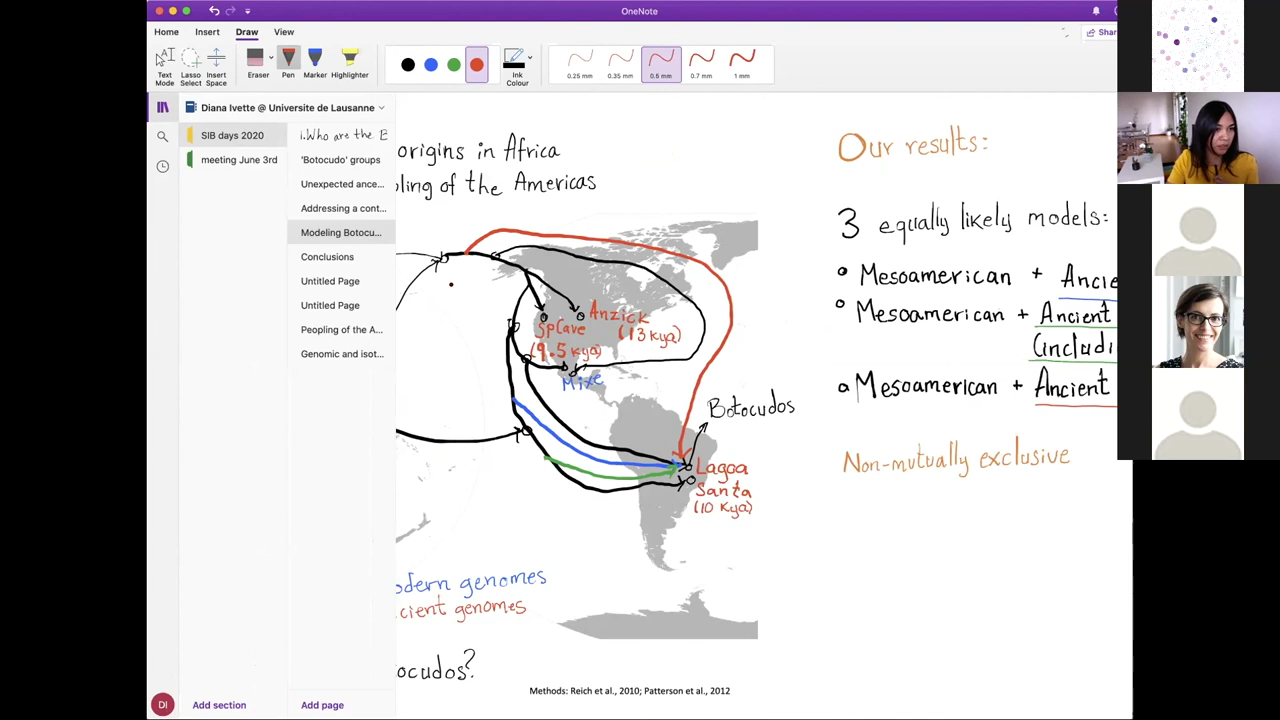 OneNote
Home Insert Draw View
Shar
Text Mode
Lasso Select
Insert Space
Eraser
Pen
Marker
Highlighter
Ink Colour
0.25 mm
0.35 mm
0.5 mm
0.7 mm
1 mm
Diana Ivette @ Universite de Lausanne
SIB days 2020
meeting June 3rd
1.Who are the B
'Botocudo' groups
Unexpected ance...
Addressing a cont...
Modeling Botocu...
Conclusions
Untitled Page
Untitled Page
Peopling of the A...
Genomic and isot...
DI
Add section
Add page
origins in Africa
pling of the Americas
Anzick
(13 kya)
Splave
(9.5 kya)
Mixe
Botocudos
Lagoa
Santa
(10 kya)
odern genomes
cient genomes
ocudos?
Methods: Reich et al., 2010; Patterson et al., 2012
Our results:
3 equally likely models:
Mesoamerican + Ancie
Mesoamerican + Ancient
(includi
Mesoamerican + Ancient
Non-mutually exclusive